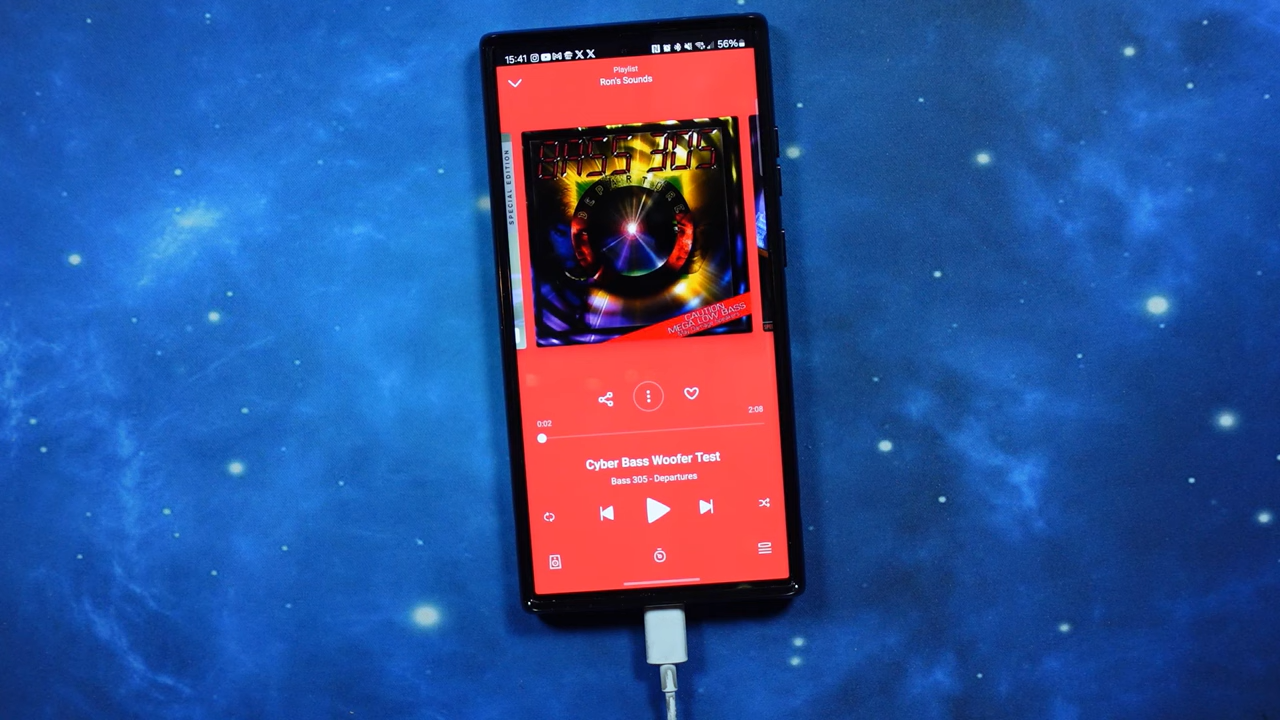 15:41
56%
Playlist
Ron's Sounds
SPECIAL EDITION
BASS 305
DEPARTURES
CAUTION
MEGA LOW BASS
0:02
2:08
Cyber Bass Woofer Test
Bass 305 - Departures